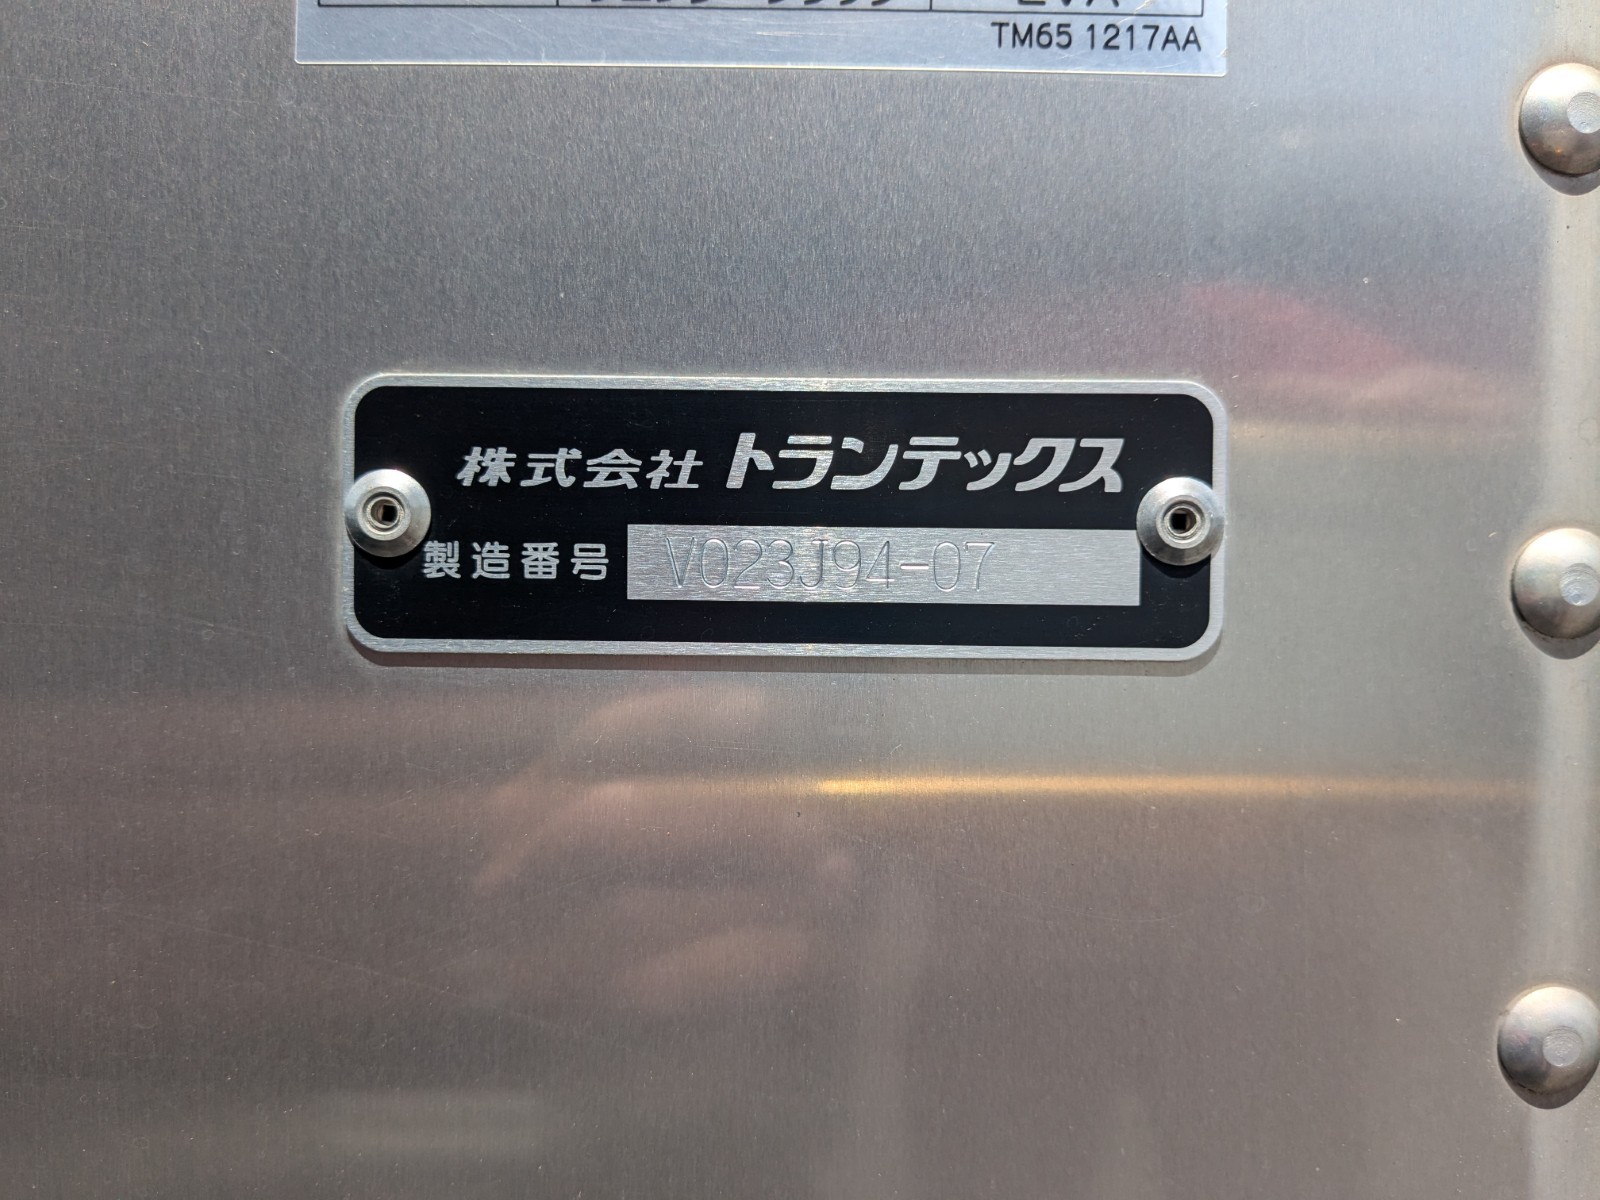 EVA
TM65 1217AA
株式会社 トランテックス
製造番号 V023J94-07